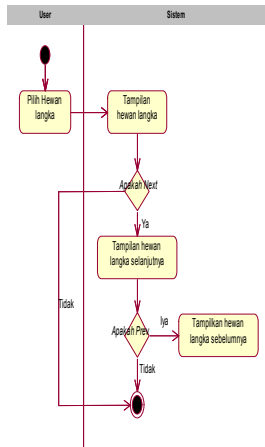 User
Sistem
Pilih Hewan
langka
Tampilan
hewan langka
Apakah Next
Ya
Tampilan hewan
langka selanjutnya
Tidak
Apakah Prev
Iya
Tampilkan hewan
langka sebelumnya
Tidak